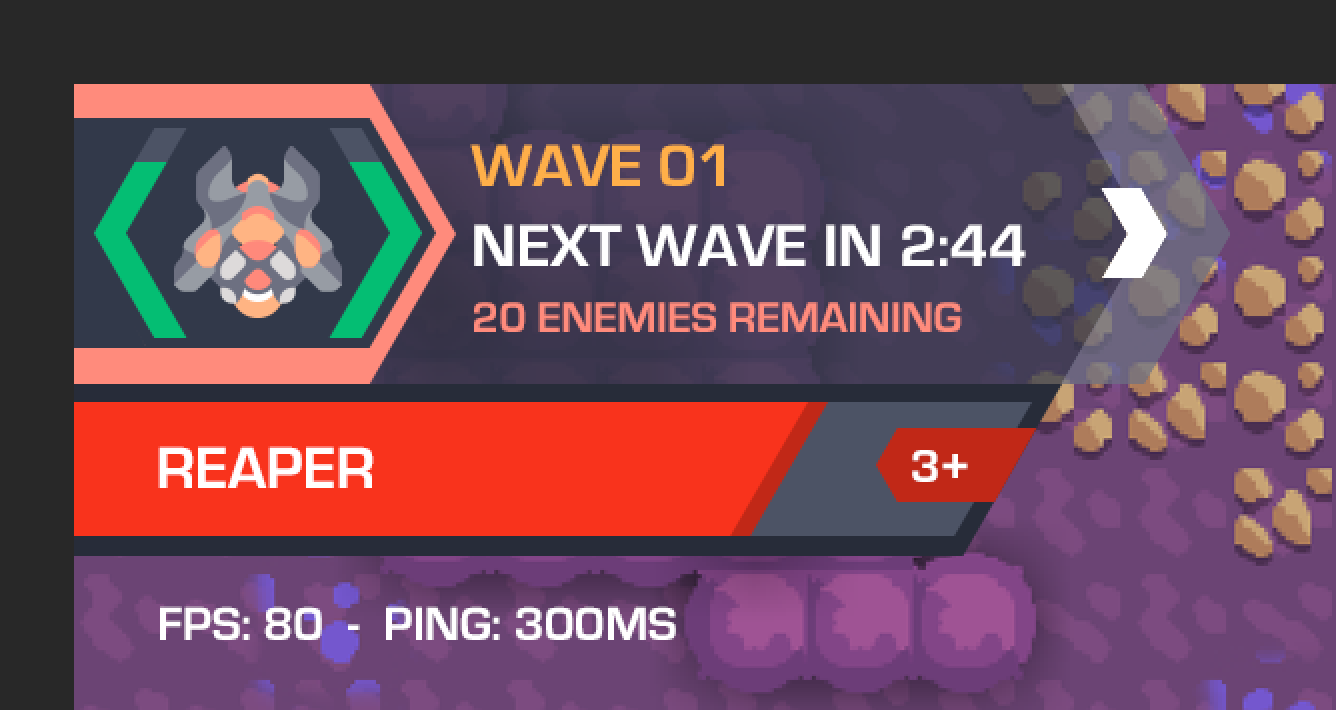 WAVE 01
NEXT WAVE IN 2:44
20 ENEMIES REMAINING
REAPER
3+
FPS: 80 - PING: 300MS